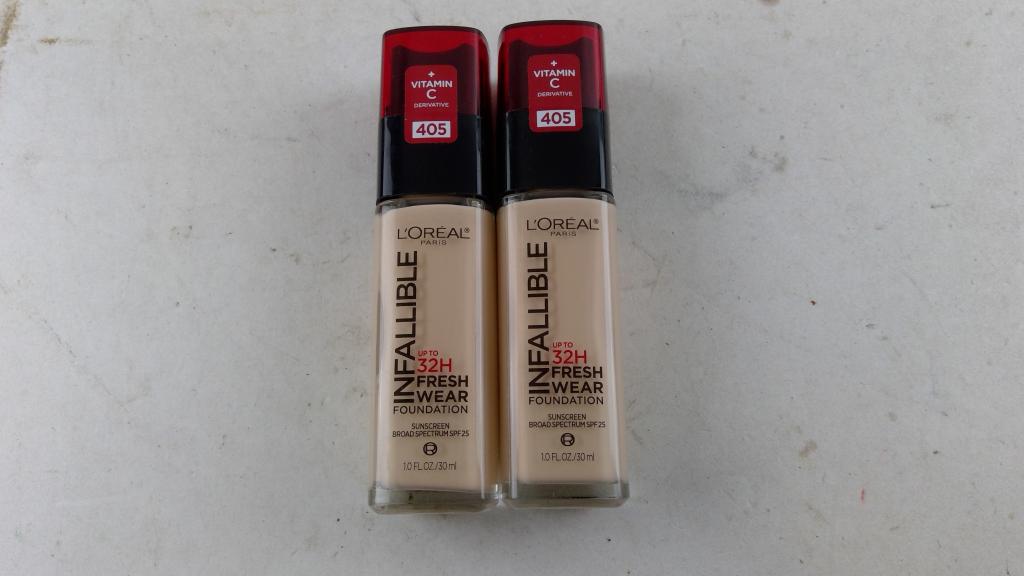 +
VITAMIN
C
DERIVATIVE
405
L'ORÉAL®
PARIS
INFALLIBLE
UP TO
32H
FRESH
WEAR
FOUNDATION
SUNSCREEN
BROAD SPECTRUM SPF 25
R
1.0 FL.OZ./30 ml
+
VITAMIN
C
DERIVATIVE
405
L'ORÉAL®
PARIS
INFALLIBLE
UP TO
32H
FRESH
WEAR
FOUNDATION
SUNSCREEN
BROAD SPECTRUM SPF 25
R
1.0 FL.OZ./30 ml